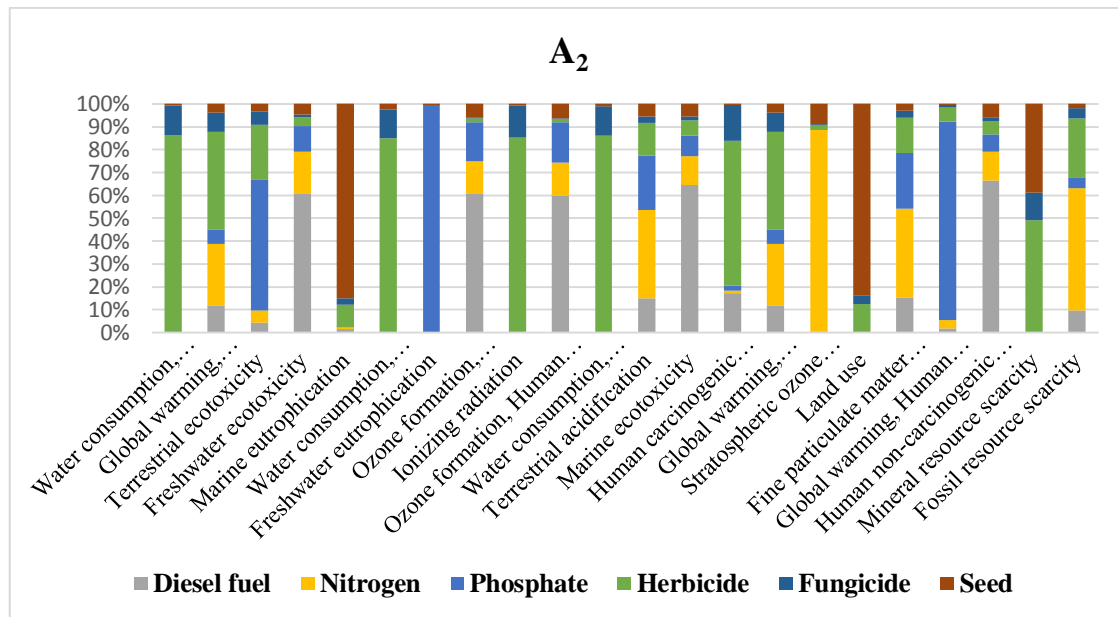 A2
100%
90%
80%
70%
60%
50%
40%
30%
20%
10%
0%
Water consumption,…
Global warming,…
Terrestrial ecotoxicity
Freshwater ecotoxicity
Marine eutrophication
Water consumption,…
Freshwater eutrophication
Ozone formation,…
Ionizing radiation
Ozone formation, Human…
Water consumption,…
Terrestrial acidification
Marine ecotoxicity
Human carcinogenic…
Global warming,…
Stratospheric ozone…
Land use
Fine particulate matter…
Global warming, Human…
Human non-carcinogenic…
Mineral resource scarcity
Fossil resource scarcity
Diesel fuel Nitrogen Phosphate Herbicide Fungicide Seed